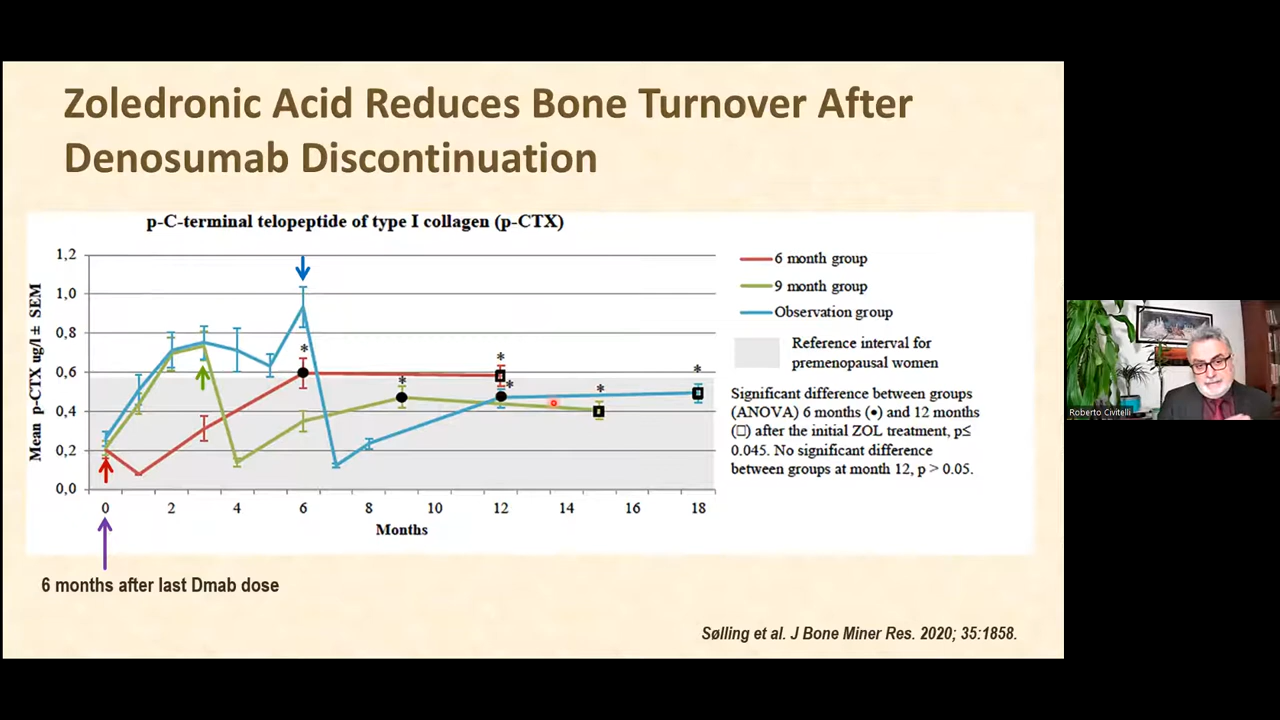 Zoledronic Acid Reduces Bone Turnover After
Denosumab Discontinuation
p-C-terminal telopeptide of type I collagen (p-CTX)
Mean p-CTX ug/l ± SEM
1,2
1,0
0,8
0,6
0,4
0,2
0,0
* * * * * *
0 2 4 6 8 10 12 14 16 18
Months
6 month group
9 month group
Observation group
Reference interval for
premenopausal women
Significant difference between groups
(ANOVA) 6 months (●) and 12 months
(□) after the initial ZOL treatment, p≤
0.045. No significant difference
between groups at month 12, p > 0.05.
6 months after last Dmab dose
Sølling et al. J Bone Miner Res. 2020; 35:1858.
Roberto Civitelli